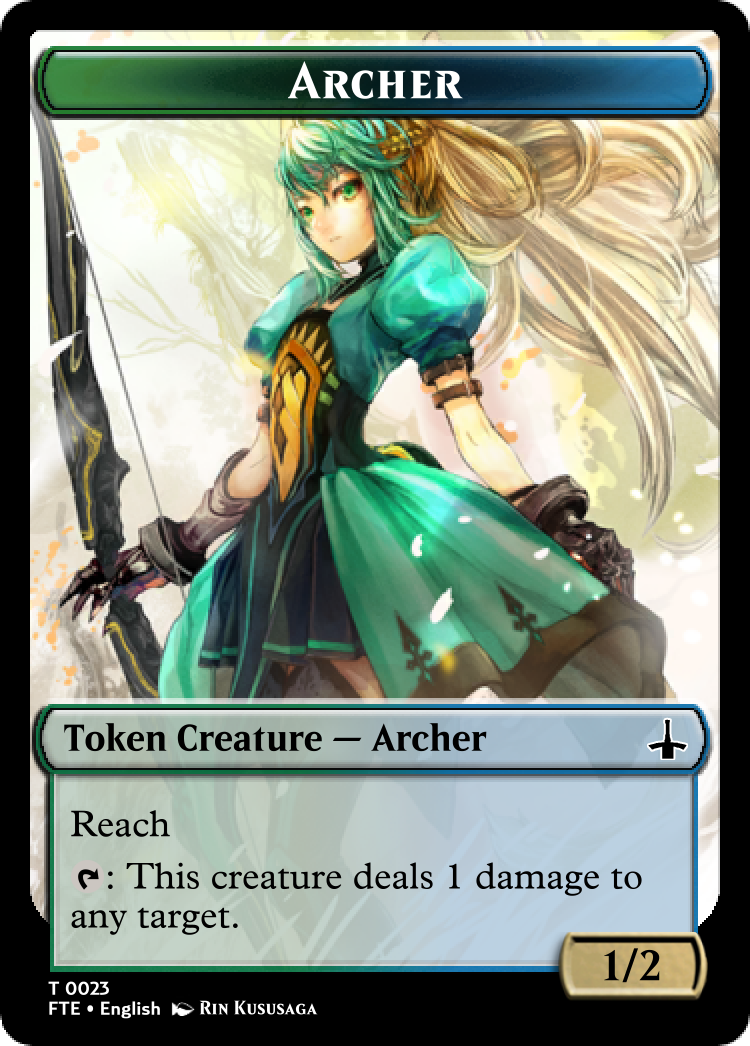 ARCHER
Token Creature — Archer
Reach
: This creature deals 1 damage to
any target.
1/2
T 0023
FTE • English RIN KUSUSAGA